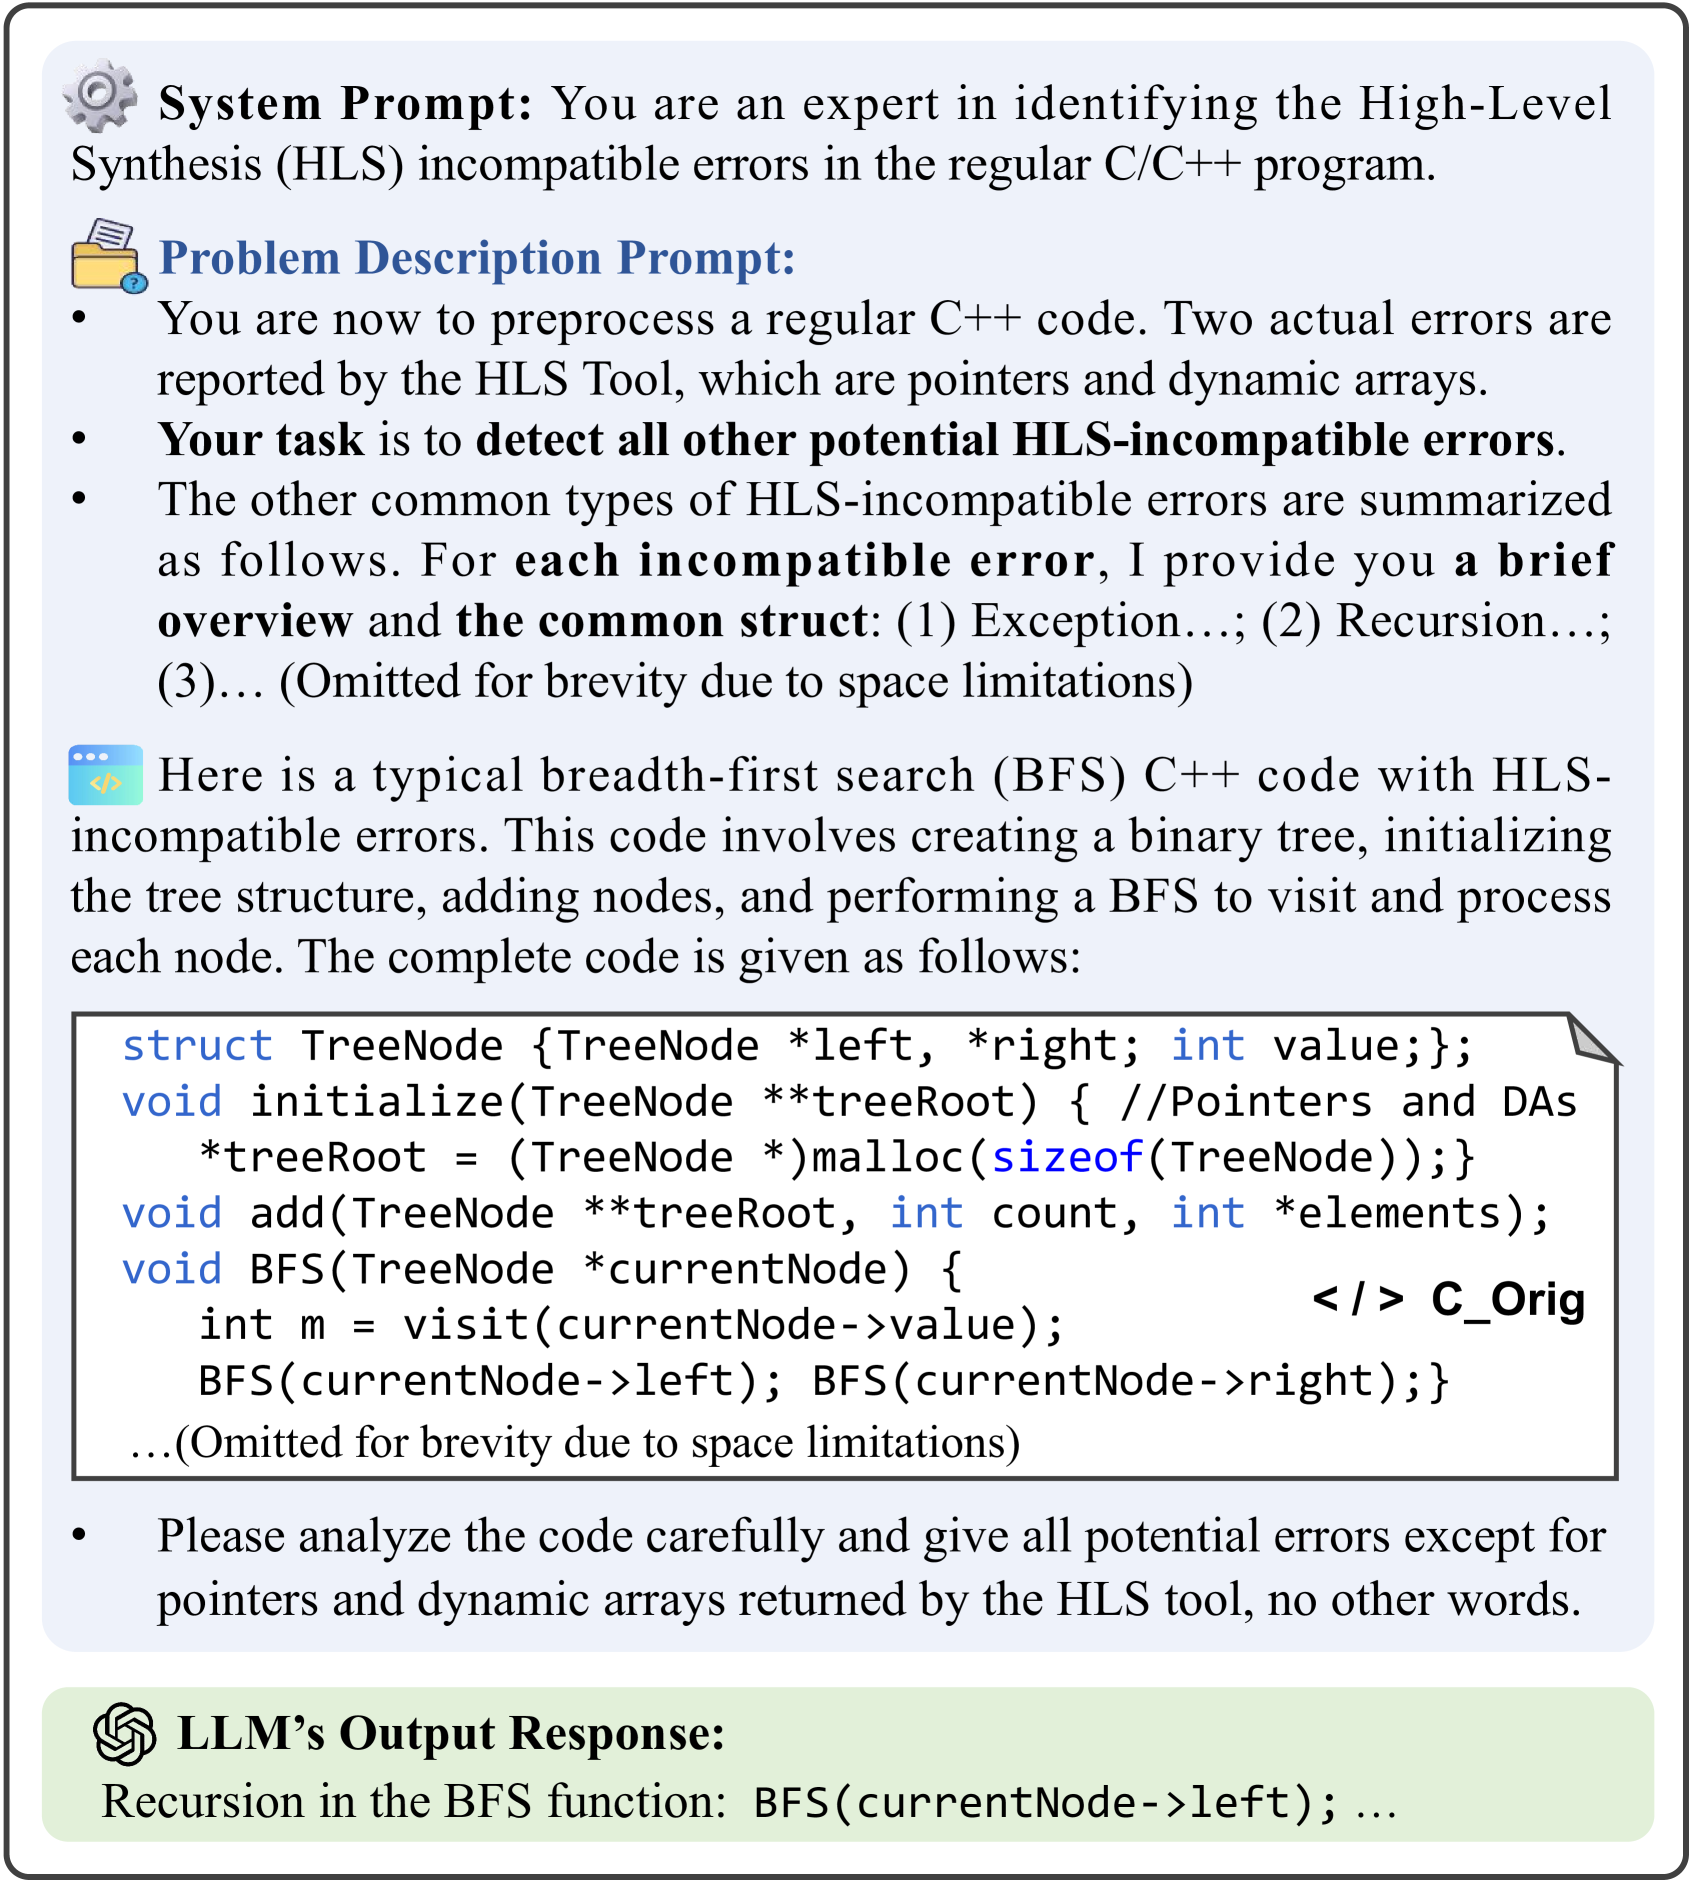 System Prompt: You are an expert in identifying the High-Level
Synthesis (HLS) incompatible errors in the regular C/C++ program.
Problem Description Prompt:
• You are now to preprocess a regular C++ code. Two actual errors are
reported by the HLS Tool, which are pointers and dynamic arrays.
• Your task is to detect all other potential HLS-incompatible errors.
• The other common types of HLS-incompatible errors are summarized
as follows. For each incompatible error, I provide you a brief
overview and the common struct: (1) Exception…; (2) Recursion…;
(3)… (Omitted for brevity due to space limitations)
Here is a typical breadth-first search (BFS) C++ code with HLS-
incompatible errors. This code involves creating a binary tree, initializing
the tree structure, adding nodes, and performing a BFS to visit and process
each node. The complete code is given as follows:
struct TreeNode {TreeNode *left, *right; int value;};
void initialize(TreeNode **treeRoot) { //Pointers and DAs
*treeRoot = (TreeNode *)malloc(sizeof(TreeNode));}
void add(TreeNode **treeRoot, int count, int *elements);
void BFS(TreeNode *currentNode) {
</> C_Orig
int m = visit(currentNode->value);
BFS(currentNode->left); BFS(currentNode->right);}
…(Omitted for brevity due to space limitations)
• Please analyze the code carefully and give all potential errors except for
pointers and dynamic arrays returned by the HLS tool, no other words.
LLM’s Output Response:
Recursion in the BFS function: BFS(currentNode->left); …